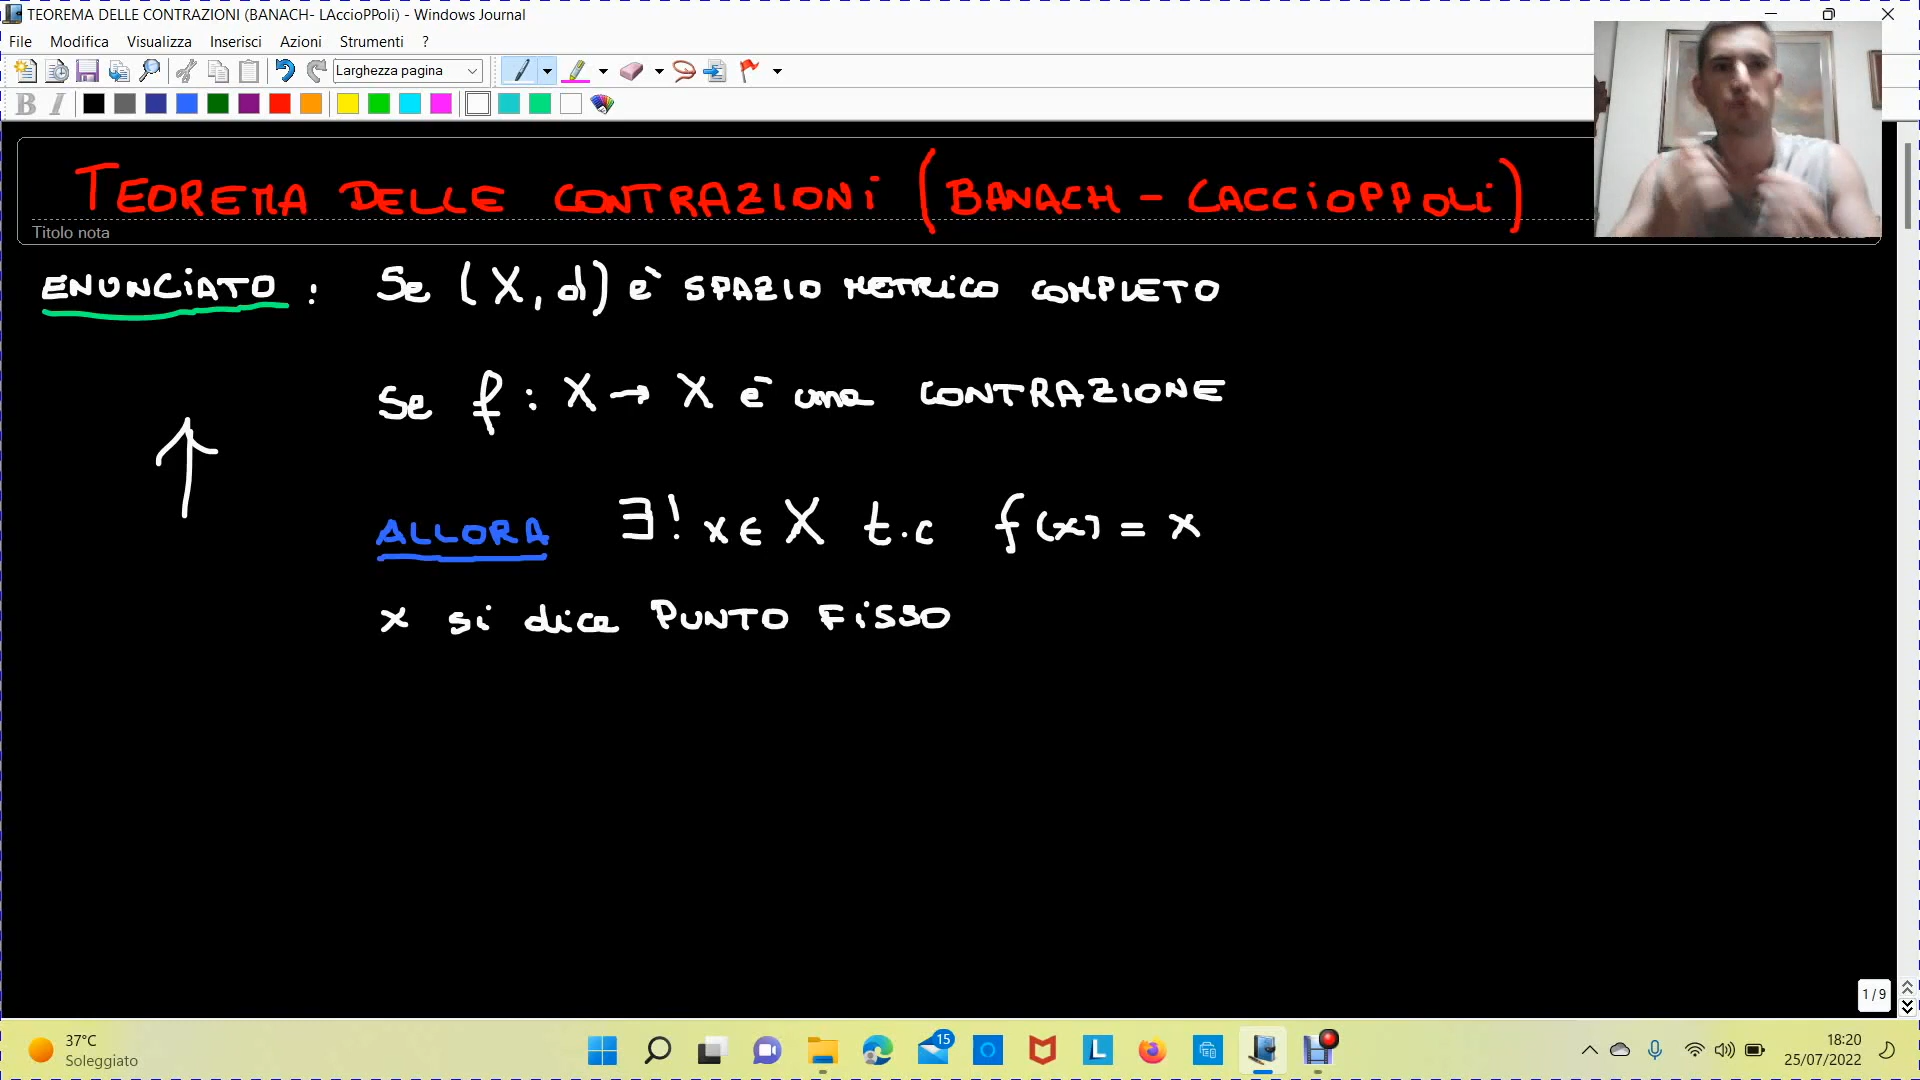 TEOREMA DELLE CONTRAZIONI (BANACH- LAccioPPoli) - Windows Journal
File Modifica Visualizza Inserisci Azioni Strumenti ?
Larghezza pagina
B I
TEOREMA DELLE CONTRAZIONI (BANACH - CACCIOPPOLI)
Titolo nota
ENUNCIATO : Se (X, d) è SPAZIO METRICO COMPLETO
Se f : X → X è una CONTRAZIONE
↑
ALLORA ∃! x ∈ X t.c f(x) = x
x si dice PUNTO FISSO
1 / 9
37°C
Soleggiato
15
L
18:20
25/07/2022